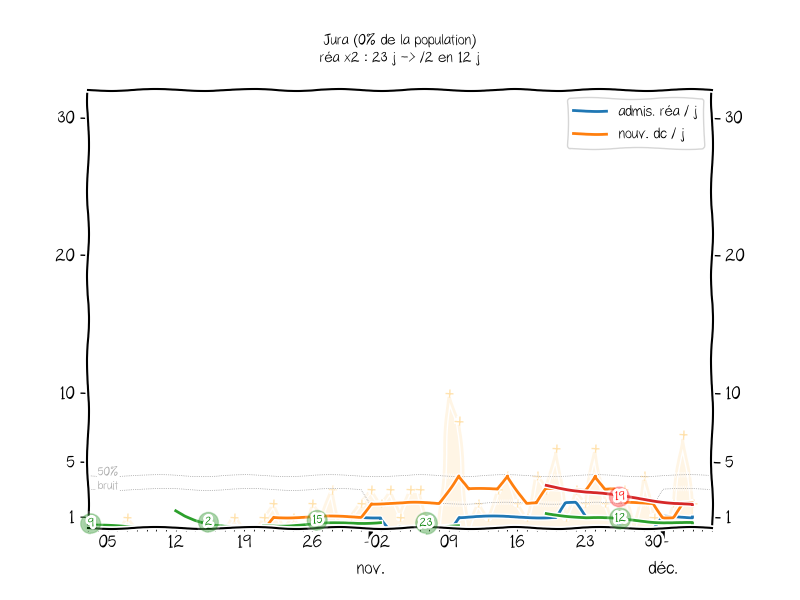 Jura (0% de la population)
réa x2 : 23 j -> /2 en 12 j
admis. réa / j
nouv. dc / j
30 30
20 20
10 10
5 5
1 1
50%
bruit
9 2 15 23 19 12
05 12 19 26 02 09 16 23 30
nov. déc.